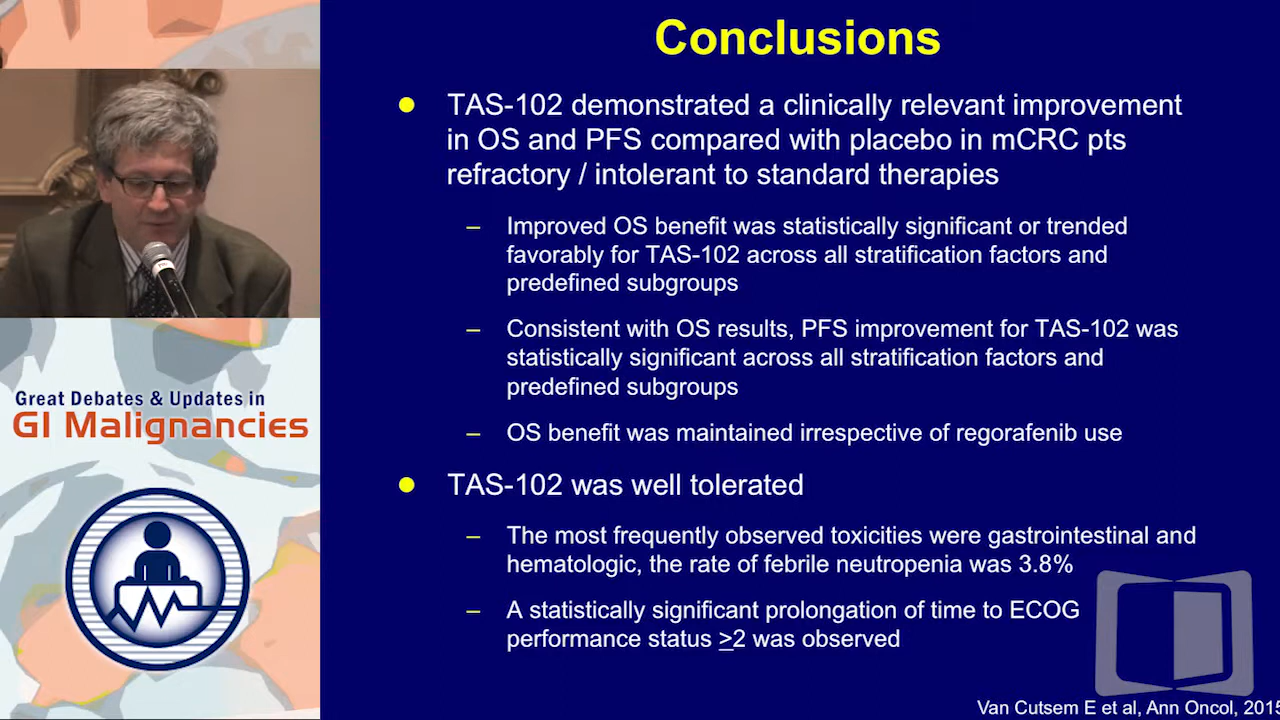 Conclusions
● TAS-102 demonstrated a clinically relevant improvement
in OS and PFS compared with placebo in mCRC pts
refractory / intolerant to standard therapies
– Improved OS benefit was statistically significant or trended
favorably for TAS-102 across all stratification factors and
predefined subgroups
– Consistent with OS results, PFS improvement for TAS-102 was
statistically significant across all stratification factors and
predefined subgroups
– OS benefit was maintained irrespective of regorafenib use
● TAS-102 was well tolerated
– The most frequently observed toxicities were gastrointestinal and
hematologic, the rate of febrile neutropenia was 3.8%
– A statistically significant prolongation of time to ECOG
performance status ≥2 was observed
Van Cutsem E et al, Ann Oncol, 2015
Great Debates & Updates in
GI Malignancies